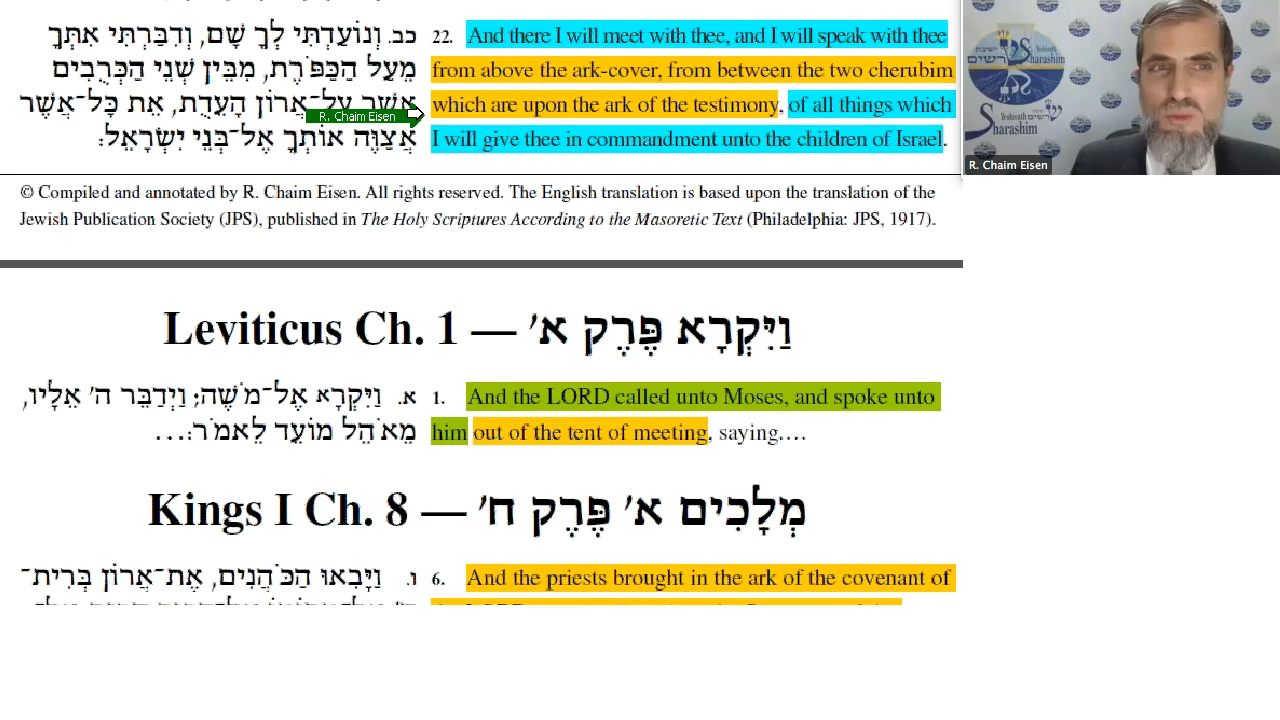 כב. וְנוֹעַדְתִּי לְךָ שָׁם, וְדִבַּרְתִּי אִתְּךָ
מֵעַל הַכַּפֹּרֶת, מִבֵּין שְׁנֵי הַכְּרֻבִים
אֲשֶׁר עַל־אֲרוֹן הָעֵדֻת, אֵת כָּל־אֲשֶׁר
אֲצַוֶּה אוֹתְךָ אֶל־בְּנֵי יִשְׂרָאֵל:
22. And there I will meet with thee, and I will speak with thee
from above the ark-cover, from between the two cherubim
which are upon the ark of the testimony, of all things which
I will give thee in commandment unto the children of Israel.
R. Chaim Eisen
© Compiled and annotated by R. Chaim Eisen. All rights reserved. The English translation is based upon the translation of the
Jewish Publication Society (JPS), published in The Holy Scriptures According to the Masoretic Text (Philadelphia: JPS, 1917).
Leviticus Ch. 1 — וַיִּקְרָא פֶּרֶק א׳
א. וַיִּקְרָא אֶל־מֹשֶׁה; וַיְדַבֵּר ה׳ אֵלָיו,
מֵאֹהֶל מוֹעֵד לֵאמֹר:...
1. And the LORD called unto Moses, and spoke unto
him out of the tent of meeting, saying....
Kings I Ch. 8 — מְלָכִים א׳ פֶּרֶק ח׳
ו. וַיָּבִאוּ הַכֹּהֲנִים, אֶת־אֲרוֹן בְּרִית־
6. And the priests brought in the ark of the covenant of
Yeshivath
Sharashim
ישיבת
שרשים
Yeshivath
Sharashim
R. Chaim Eisen